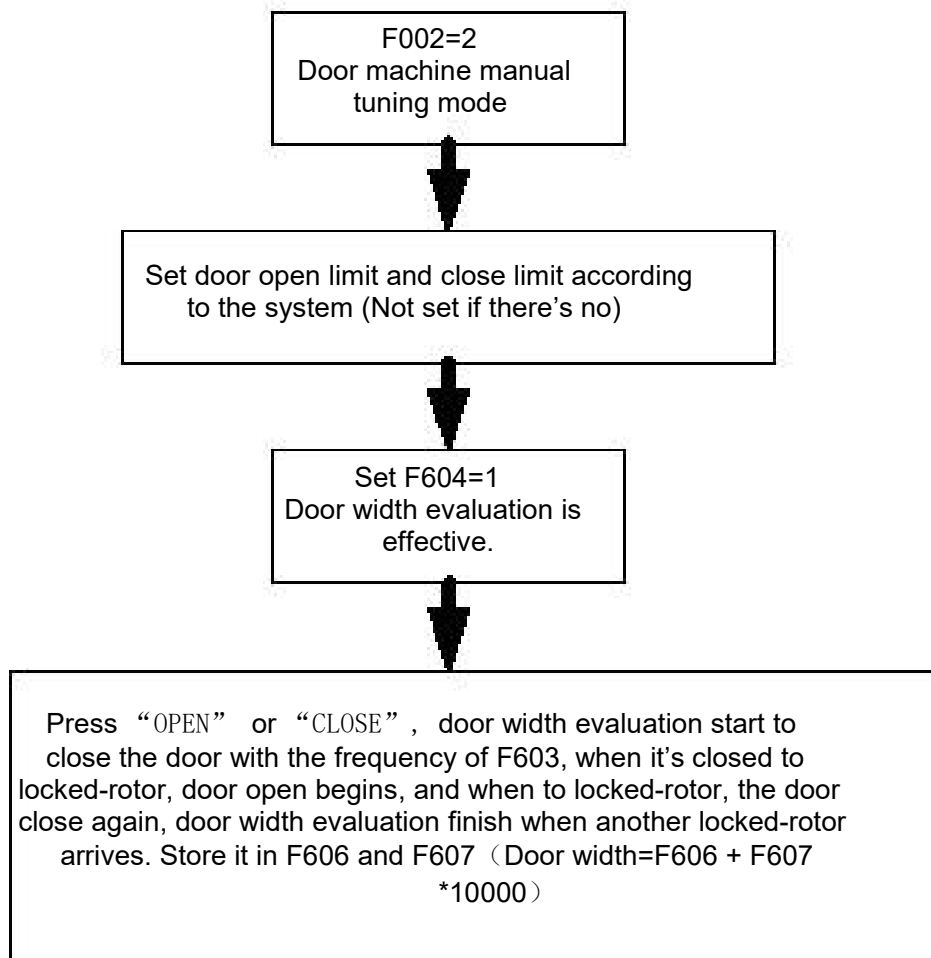 F002=2
Door machine manual
tuning mode
Set door open limit and close limit according
to the system (Not set if there’s no)
Set F604=1
Door width evaluation is
effective.
Press “OPEN” or “CLOSE”, door width evaluation start to
close the door with the frequency of F603, when it’s closed to
locked-rotor, door open begins, and when to locked-rotor, the door
close again, door width evaluation finish when another locked-rotor
arrives. Store it in F606 and F607（Door width=F606 + F607
*10000）